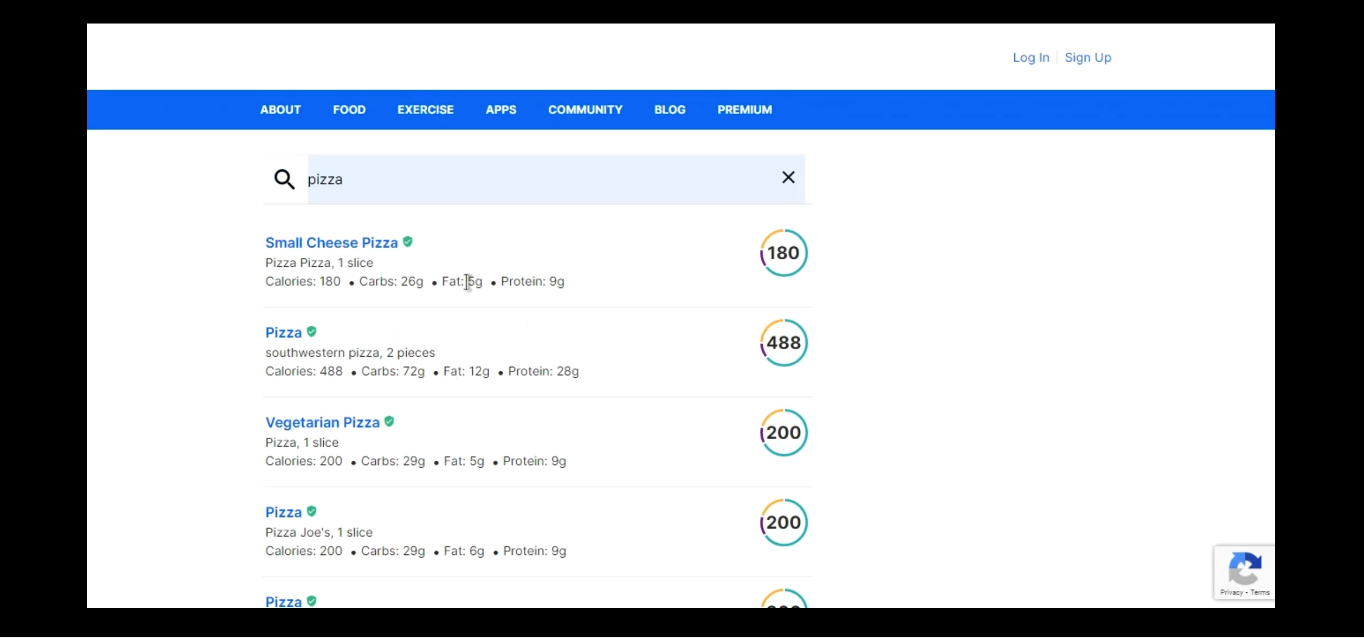 Log In Sign Up
ABOUT FOOD EXERCISE APPS COMMUNITY BLOG PREMIUM
pizza
Small Cheese Pizza
180
Pizza Pizza, 1 slice
Calories: 180 • Carbs: 26g • Fat: 5g • Protein: 9g
Pizza
488
southwestern pizza, 2 pieces
Calories: 488 • Carbs: 72g • Fat: 12g • Protein: 28g
Vegetarian Pizza
200
Pizza, 1 slice
Calories: 200 • Carbs: 29g • Fat: 5g • Protein: 9g
Pizza
200
Pizza Joe's, 1 slice
Calories: 200 • Carbs: 29g • Fat: 6g • Protein: 9g
Pizza
Privacy - Terms